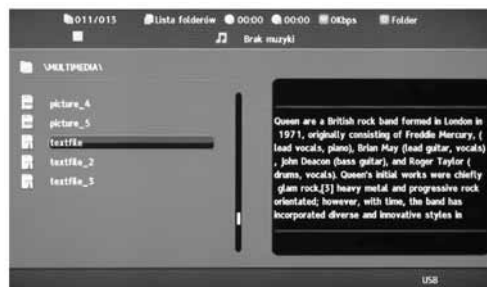 011/013 Lista folderów 00:00 00:00 0Kbps Folder
Brak muzyki
\MULTIMEDIA\
picture_4
picture_5
textfile
textfile_2
textfile_3
Queen are a British rock band formed in London in
1971, originally consisting of Freddie Mercury, (
lead vocals, piano), Brian May (lead guitar, vocals)
, John Deacon (bass guitar), and Roger Taylor (
drums, vocals). Queen's initial works were chiefly
glam rock,[3] heavy metal and progressive rock
orientated; however, with time, the band has
incorporated diverse and innovative styles in
USB